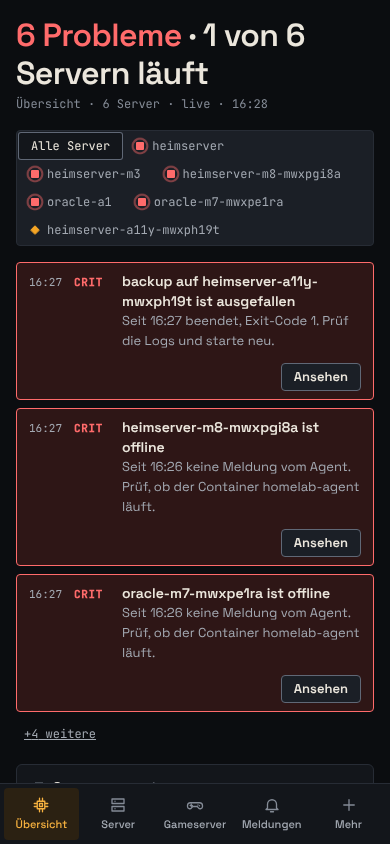 6 Probleme · 1 von 6
Servern läuft
Übersicht · 6 Server · live · 16:28
Alle Server heimserver
heimserver-m3 heimserver-m8-mwxpgi8a
oracle-a1 oracle-m7-mwxpe1ra
heimserver-a11y-mwxph19t
16:27 CRIT backup auf heimserver-a11y-
mwxph19t ist ausgefallen
Seit 16:27 beendet, Exit-Code 1. Prüf
die Logs und starte neu.
Ansehen
16:27 CRIT heimserver-m8-mwxpgi8a ist
offline
Seit 16:26 keine Meldung vom Agent.
Prüf, ob der Container homelab-agent
läuft.
Ansehen
16:27 CRIT oracle-m7-mwxpe1ra ist offline
Seit 16:26 keine Meldung vom Agent.
Prüf, ob der Container homelab-agent
läuft.
Ansehen
+4 weitere
Übersicht Server Gameserver Meldungen Mehr